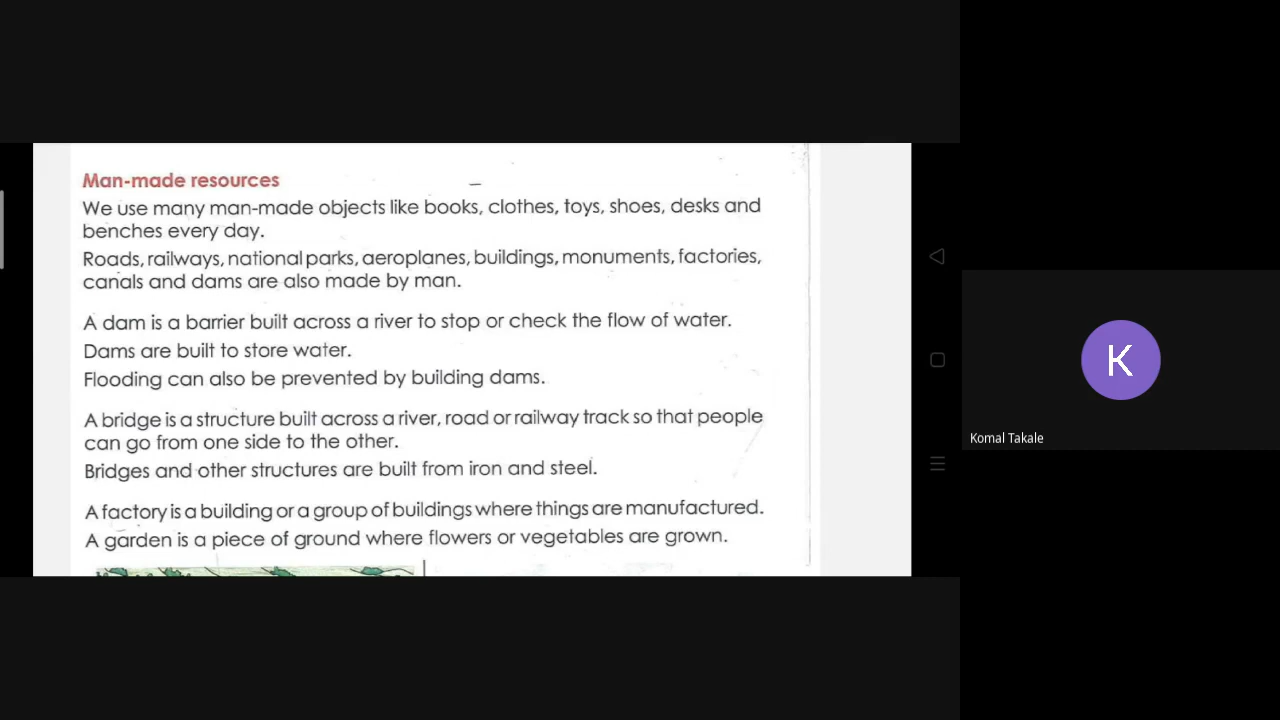 Man-made resources
We use many man-made objects like books, clothes, toys, shoes, desks and
benches every day.
Roads, railways, national parks, aeroplanes, buildings, monuments, factories,
canals and dams are also made by man.
A dam is a barrier built across a river to stop or check the flow of water.
Dams are built to store water.
Flooding can also be prevented by building dams.
A bridge is a structure built across a river, road or railway track so that people
can go from one side to the other.
Bridges and other structures are built from iron and steel.
A factory is a building or a group of buildings where things are manufactured.
A garden is a piece of ground where flowers or vegetables are grown.
K
Komal Takale